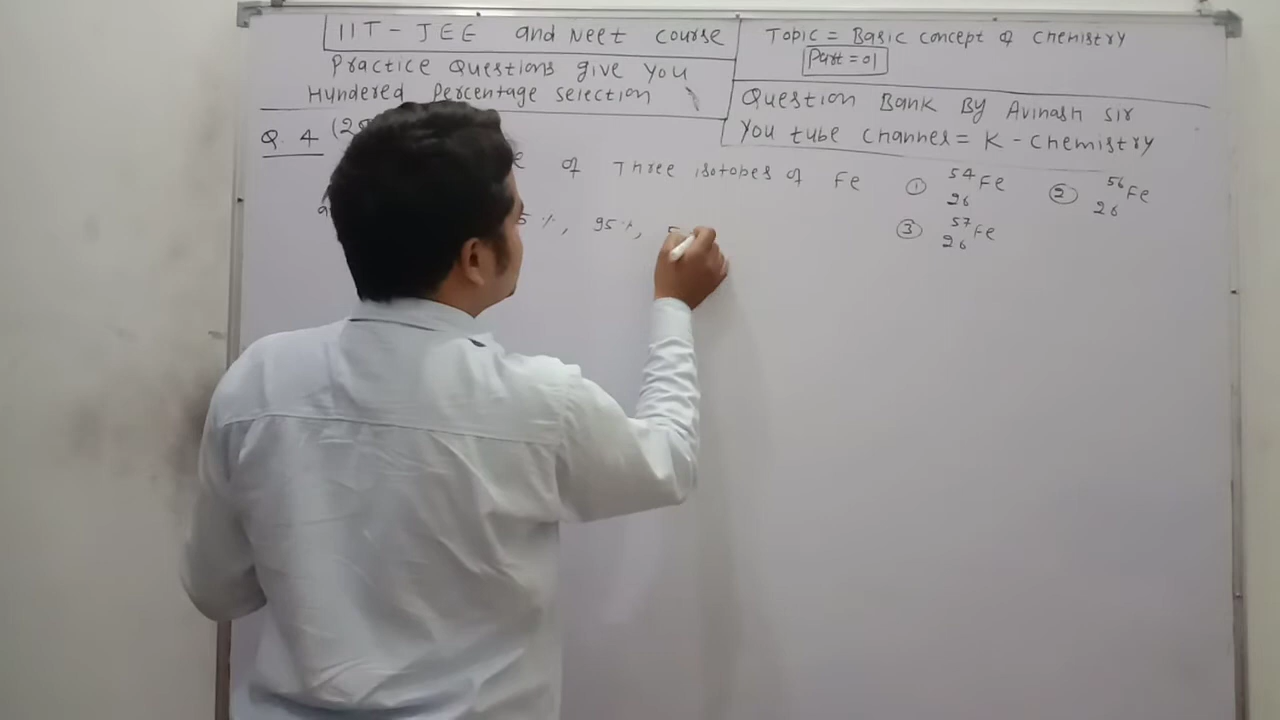 IIT - JEE and Neet course
Practice Questions give You
Hundered Percentage selection
Topic = Basic concept of chemistry
Part = 01
Question Bank By Avinash sir
You tube channel = K - chemistry
Q. 4
of Three isotopes of Fe
① 54 26 Fe ② 56 26 Fe
③ 57 26 Fe
5 %, 95 %, 5